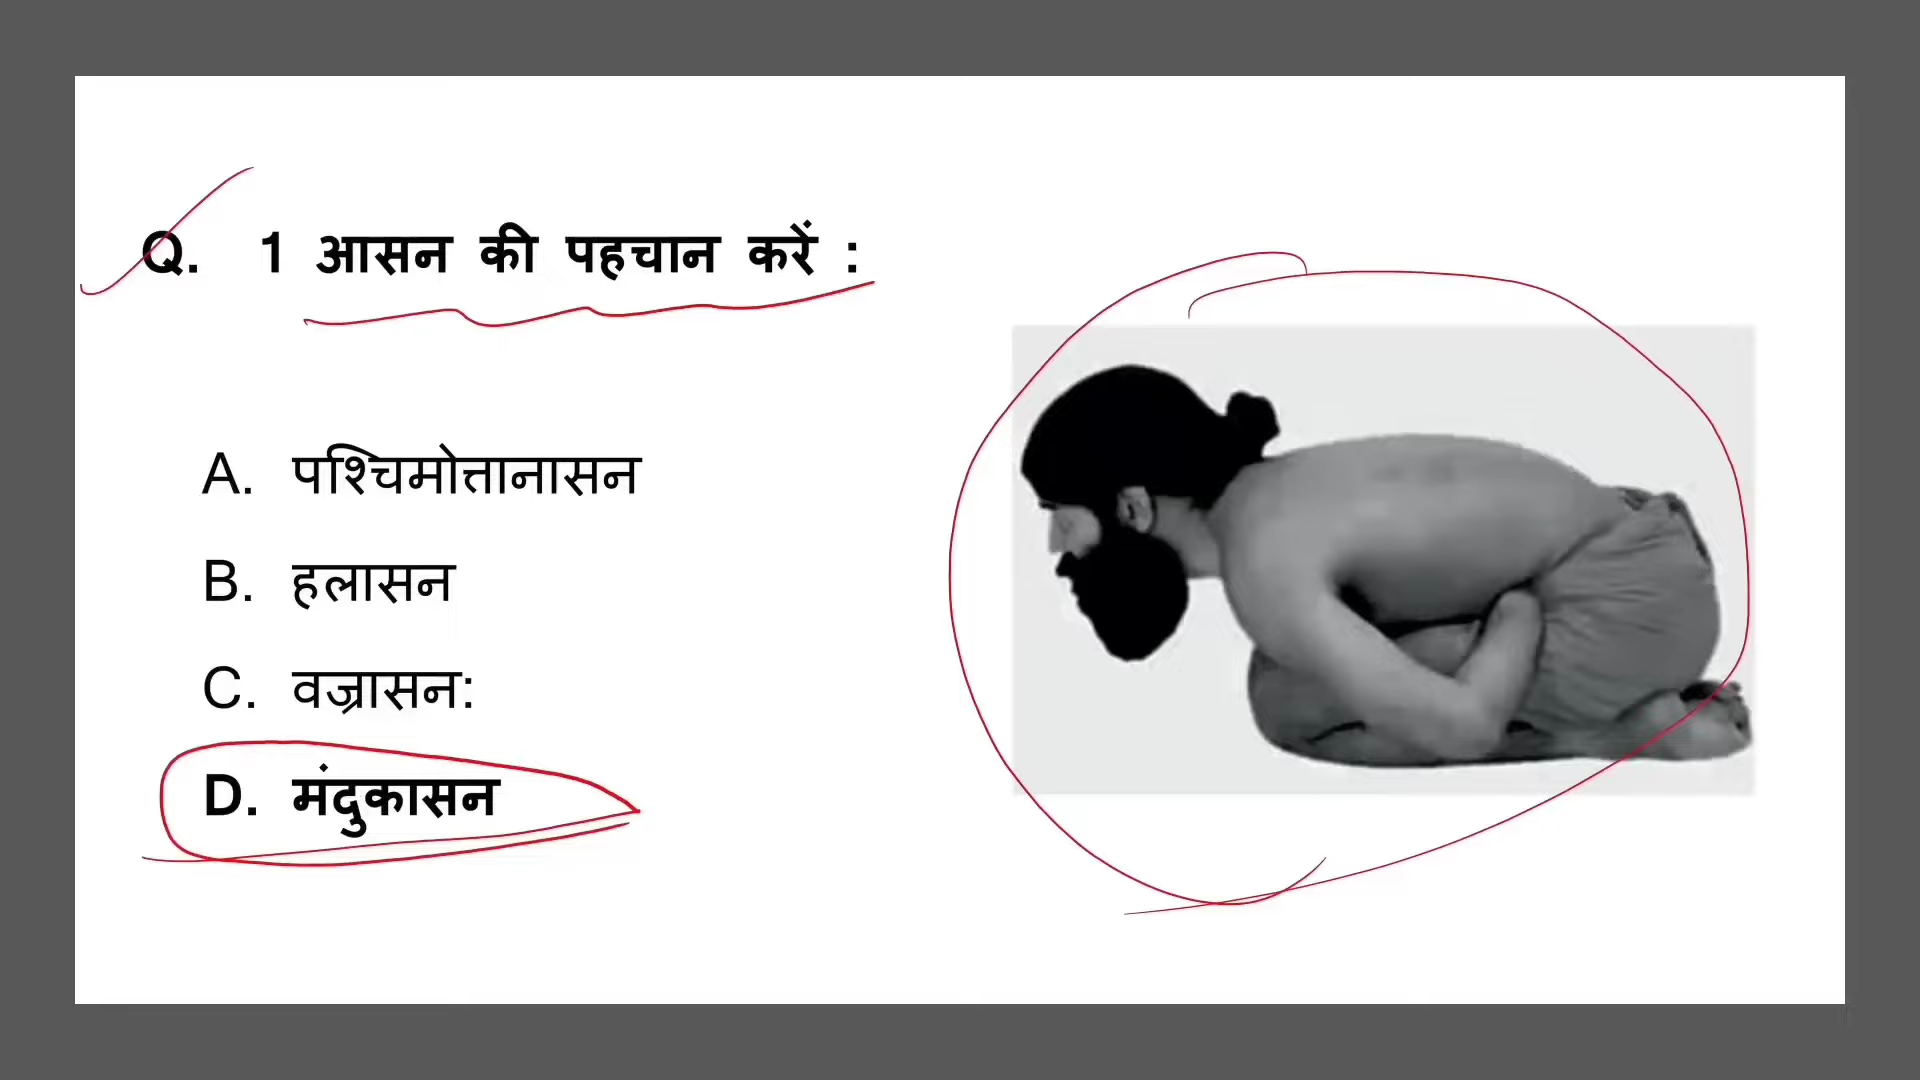 Q. 1 आसन की पहचान करें :
A. पश्चिमोत्तानासन
B. हलासन
C. वज्रासन:
D. मंदुकासन